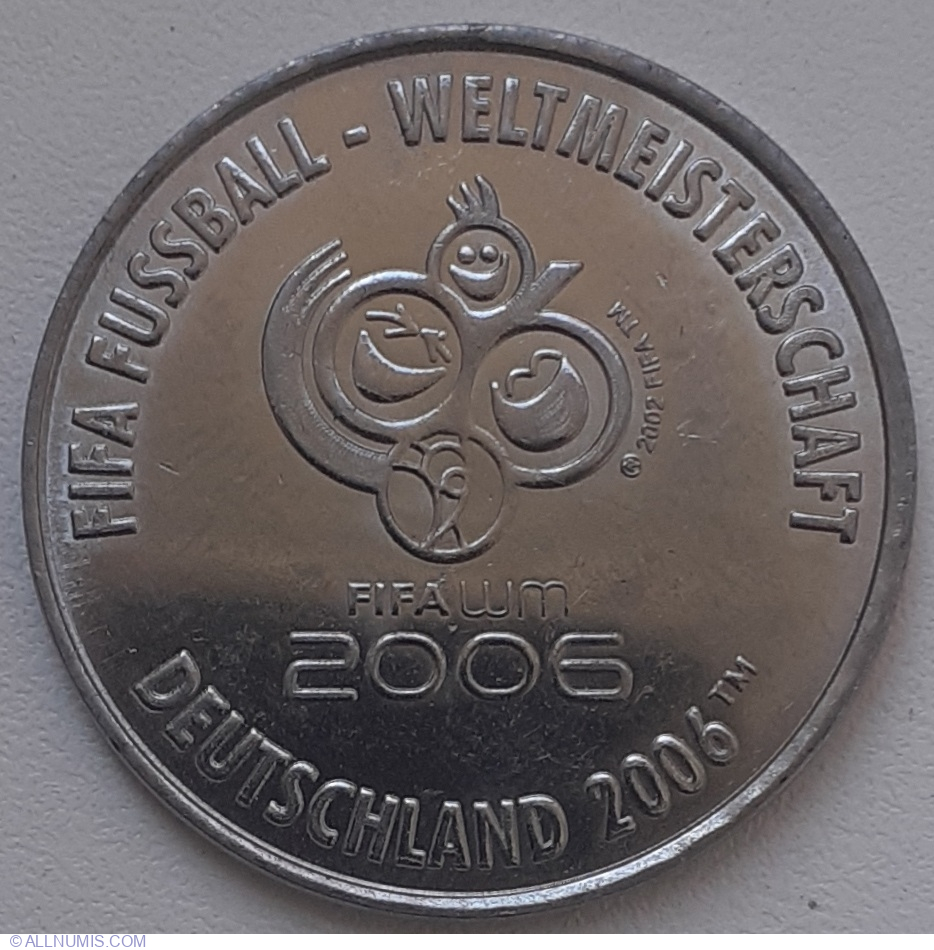 FIFA FUSSBALL - WELTMEISTERSCHAFT
® 2002 FIFA TM
FIFA WM
2006
DEUTSCHLAND 2006™
© ALLNUMIS.COM